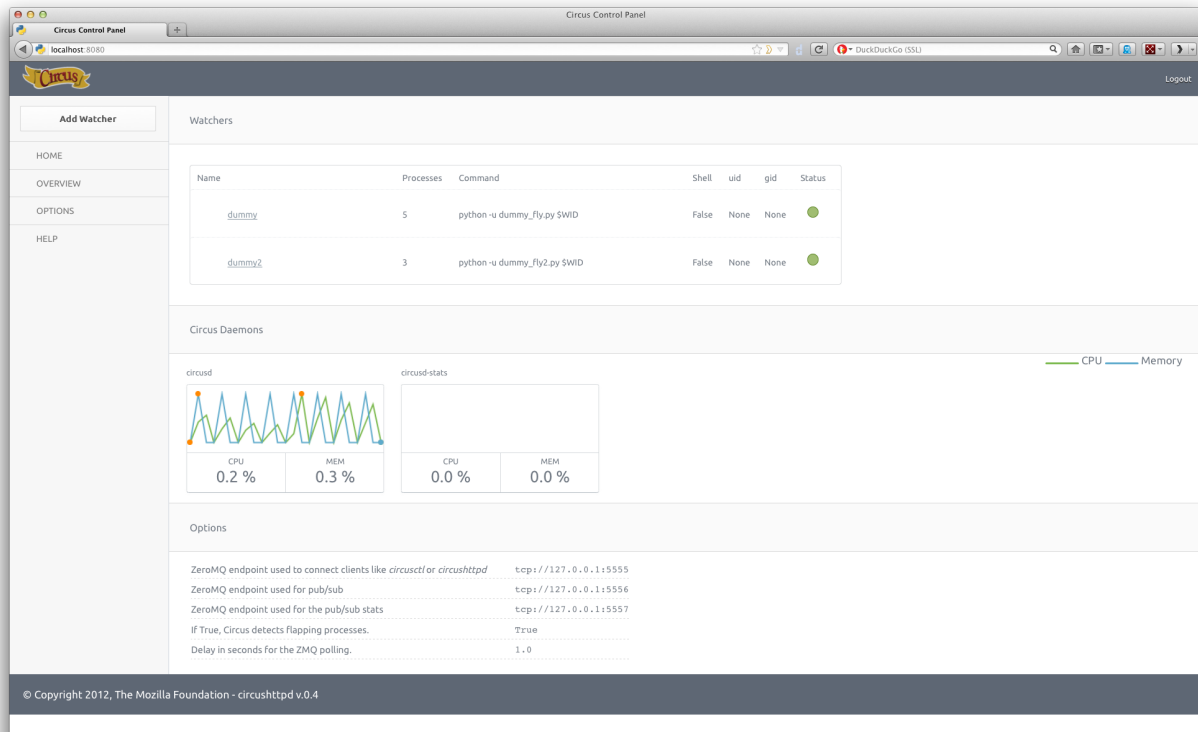 Circus Control Panel
Circus Control Panel
localhost:8080
DuckDuckGo (SSL)
Circus
Logout
Add Watcher
HOME
OVERVIEW
OPTIONS
HELP
Watchers
Name Processes Command Shell uid gid Status
dummy 5 python -u dummy_fly.py $WID False None None
dummy2 3 python -u dummy_fly2.py $WID False None None
Circus Daemons
CPU Memory
circusd circusd-stats
CPU MEM CPU MEM
0.2 % 0.3 % 0.0 % 0.0 %
Options
ZeroMQ endpoint used to connect clients like circusctl or circushttpd tcp://127.0.0.1:5555
ZeroMQ endpoint used for pub/sub tcp://127.0.0.1:5556
ZeroMQ endpoint used for the pub/sub stats tcp://127.0.0.1:5557
If True, Circus detects flapping processes. True
Delay in seconds for the ZMQ polling. 1.0
© Copyright 2012, The Mozilla Foundation - circushttpd v.0.4